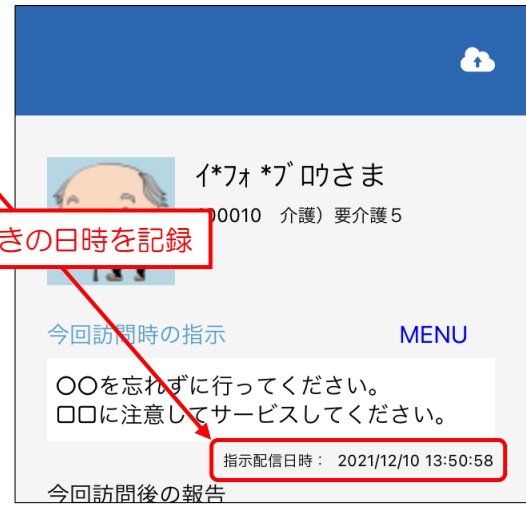 ｲ*ﾌｫ *ﾌﾞﾛｳさま
00010 介護）要介護５
きの日時を記録
今回訪問時の指示 MENU
〇〇を忘れずに行ってください。
口口に注意してサービスしてください。
指示配信日時： 2021/12/10 13:50:58
今回訪問後の報告